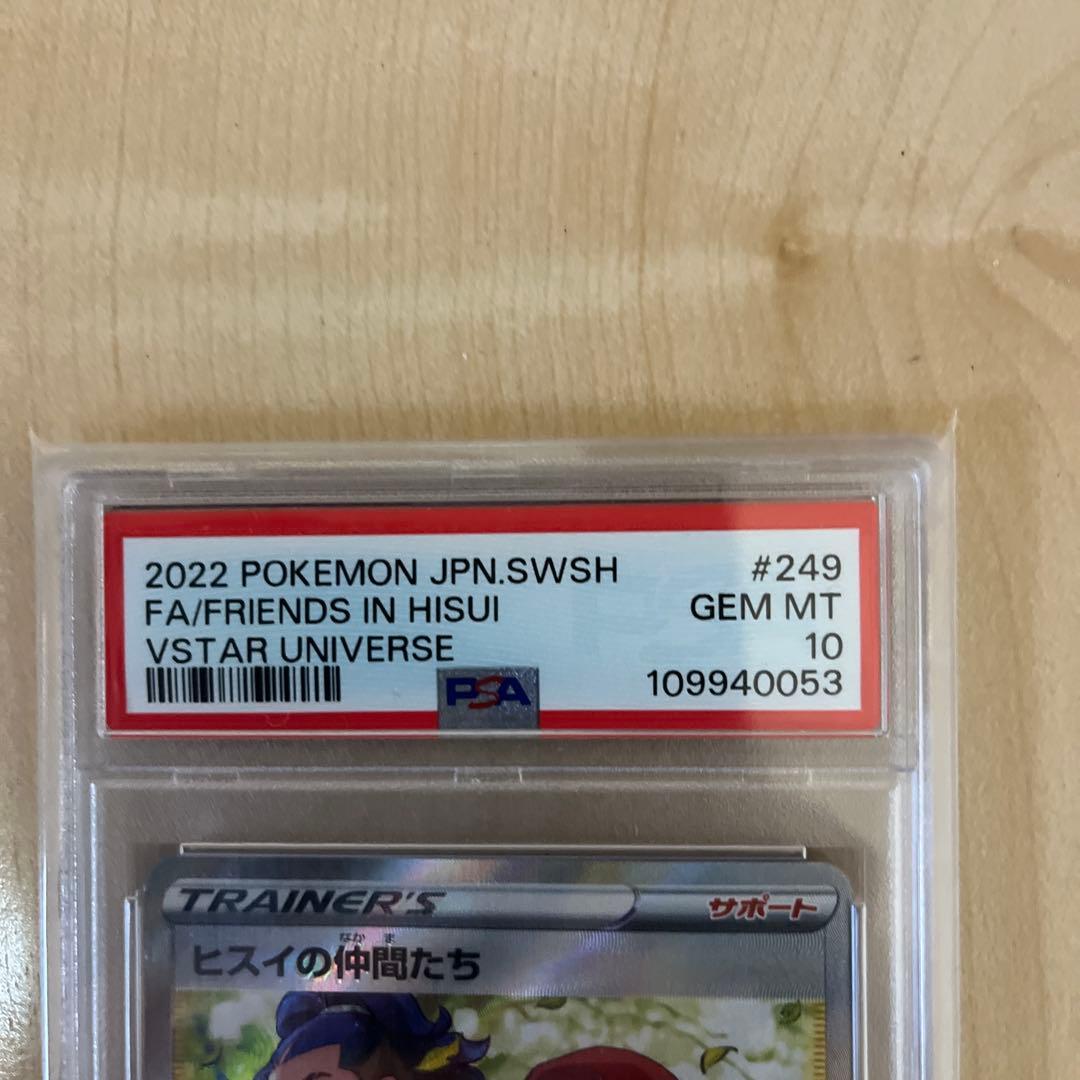 2022 POKEMON JPN.SWSH #249
FA/FRIENDS IN HISUI GEM MT
VSTAR UNIVERSE 10
PSA 109940053
TRAINER'S サポート
なかま
ヒスイの仲間たち